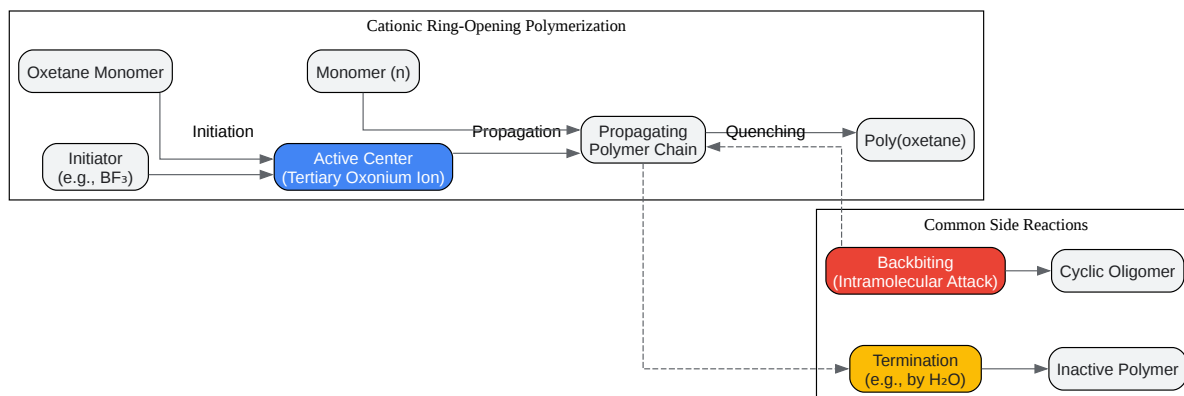 Cationic Ring-Opening Polymerization
Oxetane Monomer
Monomer (n)
Initiation
Propagation
Propagating
Polymer Chain
Quenching
Poly(oxetane)
Initiator
(e.g., BF₃)
Active Center
(Tertiary Oxonium Ion)
Common Side Reactions
Backbiting
(Intramolecular Attack)
Cyclic Oligomer
Termination
(e.g., by H₂O)
Inactive Polymer